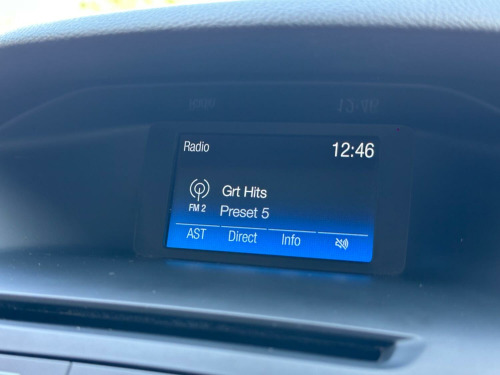 Radio 12:46
Grt Hits
FM 2 Preset 5
AST Direct Info